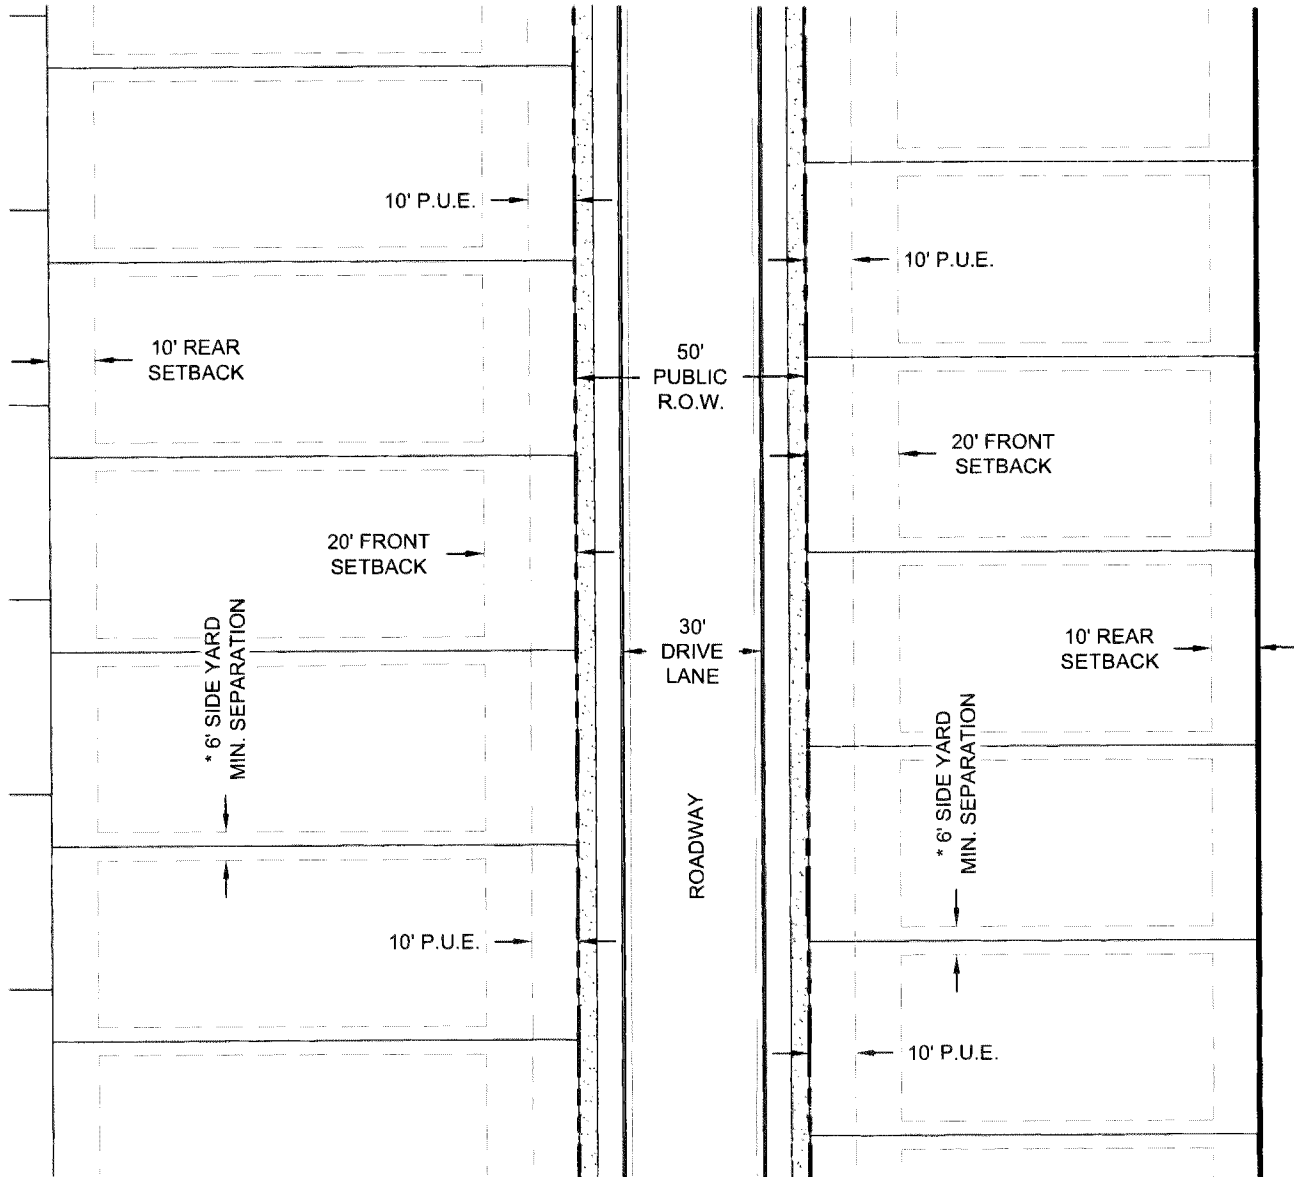 10' P.U.E.
10' P.U.E.
10' REAR
SETBACK
50'
PUBLIC
R.O.W.
20' FRONT
SETBACK
20' FRONT
SETBACK
30'
DRIVE
LANE
10' REAR
SETBACK
* 6' SIDE YARD
MIN. SEPARATION
* 6' SIDE YARD
MIN. SEPARATION
ROADWAY
10' P.U.E.
10' P.U.E.